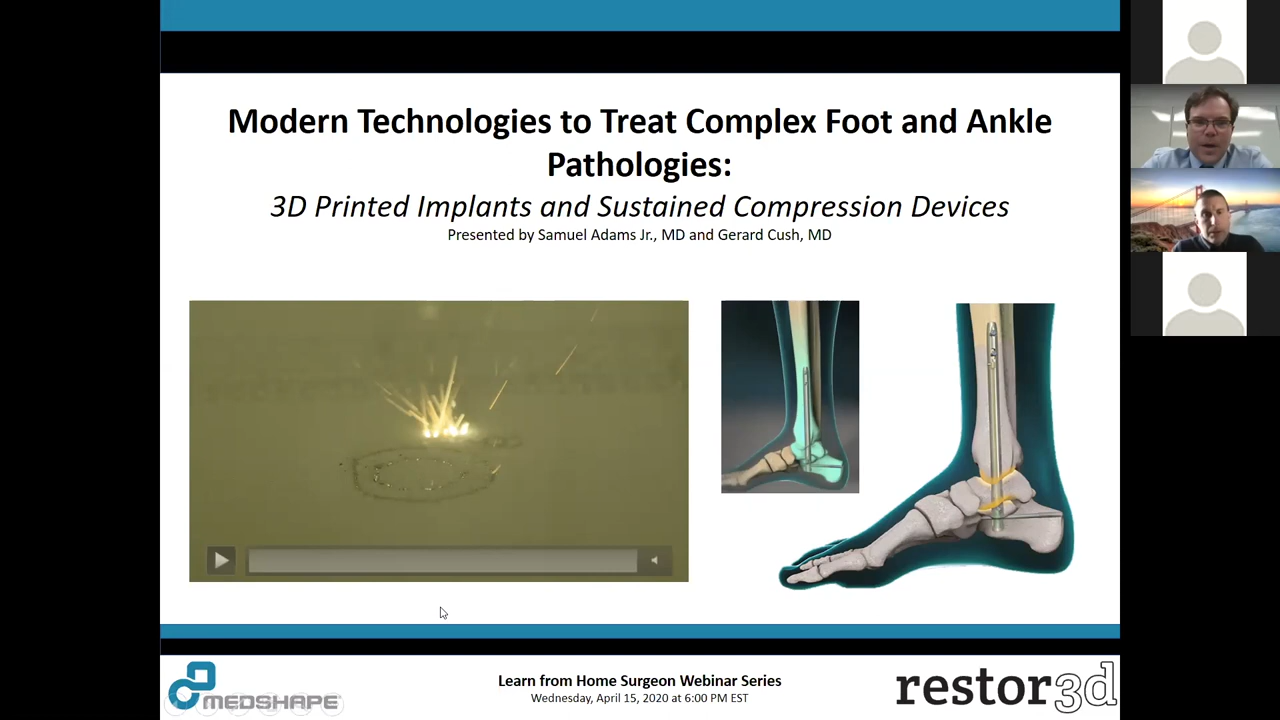 Modern Technologies to Treat Complex Foot and Ankle
Pathologies:
3D Printed Implants and Sustained Compression Devices
Presented by Samuel Adams Jr., MD and Gerard Cush, MD
Learn from Home Surgeon Webinar Series
Wednesday, April 15, 2020 at 6:00 PM EST
MEDSHAPE
restor3d